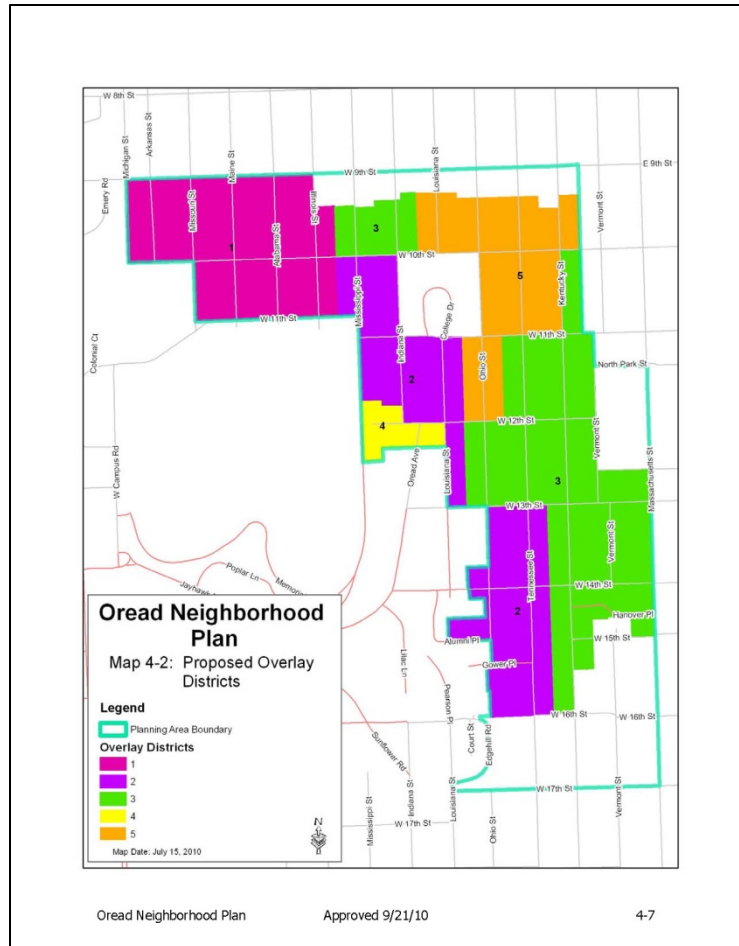 W 8th St
Arkansas St
Michigan St
Emery Rd
Maine St
W 9th St
Louisiana St
E 9th St
Missouri St
Alabama St
Illinois St
Vermont St
1
3
W 10th St
5
Kentucky St
Mississippi St
W 11th St
College Dr
W 11th St
Indiana St
Ohio St
North Park St
Colonial Ct
2
4
W 12th St
Oread Ave
Vermont St
Louisiana St
3
Massachusetts St
W Campus Rd
W 13th St
Vermont St
Tennessee St
Poplar Ln
W 14th St
2
Hanover Pl
Alumni Pl
W 15th St
Lilac Ln
Gower Pl
Pearson Pl
W 16th St
W 16th St
Court St
Edgehill Rd
Sunflower Rd
W 17th St
Mississippi St
Indiana St
Louisiana St
Ohio St
Vermont St
W 17th St
Oread Neighborhood
Plan
Map 4-2: Proposed Overlay
Districts
Legend
Planning Area Boundary
Overlay Districts
1
2
3
4
5
N
Map Date: July 15, 2010
Oread Neighborhood Plan Approved 9/21/10 4-7